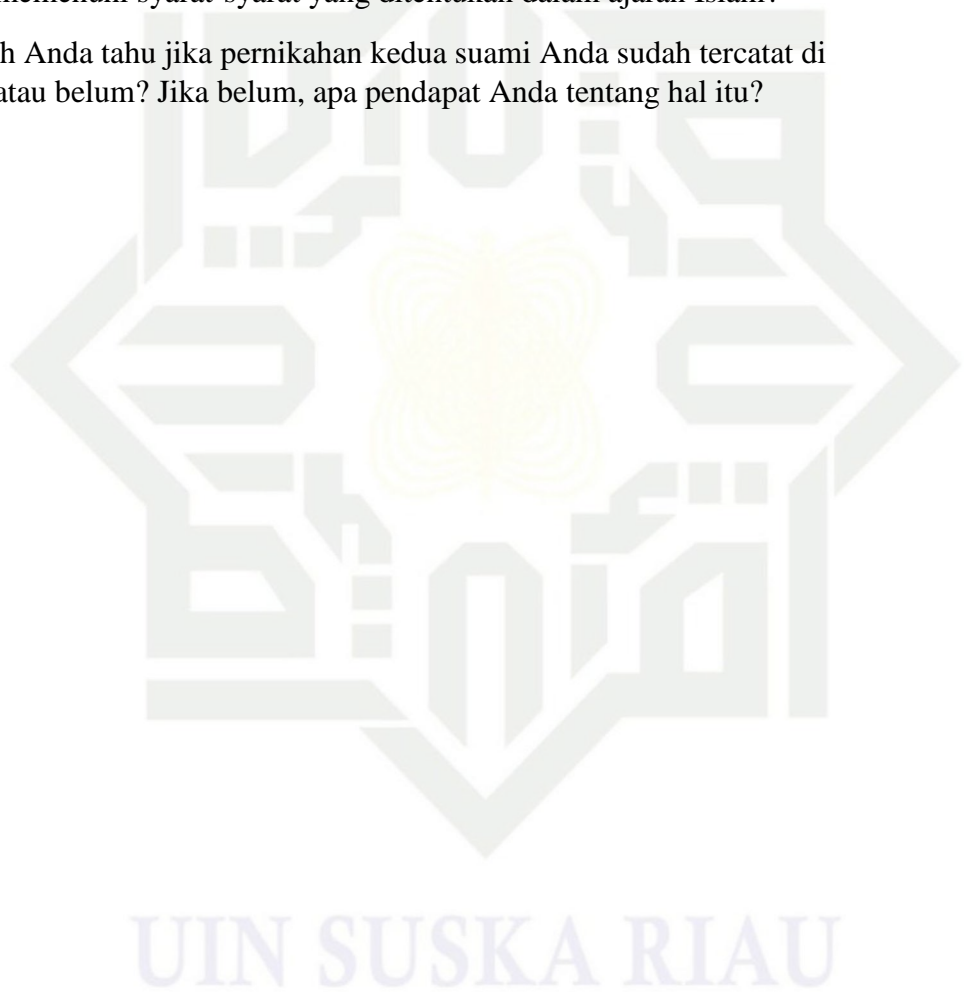 memenuhi syarat-syarat yang ditentukan dalam ajaran Islam?
h Anda tahu jika pernikahan kedua suami Anda sudah tercatat di
atau belum? Jika belum, apa pendapat Anda tentang hal itu?
UIN SUSKA RIAU